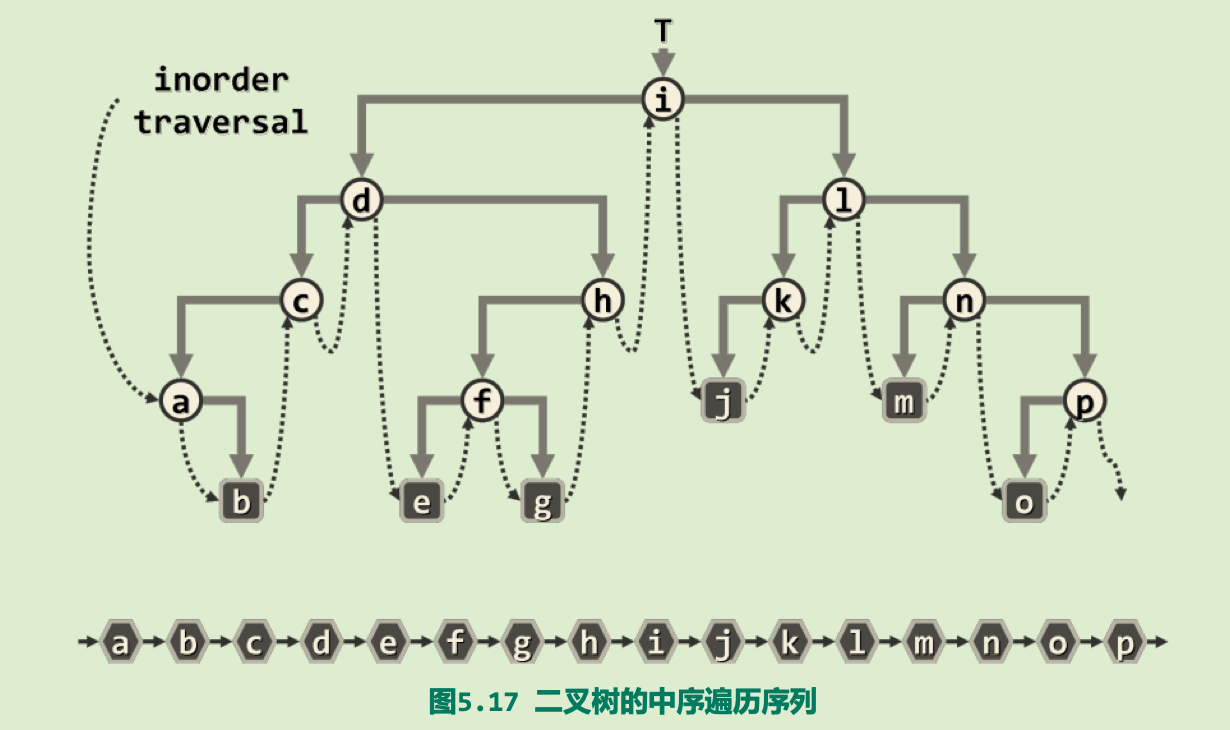 T
inorder
traversal
i
d
l
c
h
k
n
a
f
j
m
p
b
e
g
o
a b c d e f g h i j k l m n o p
图5.17 二叉树的中序遍历序列